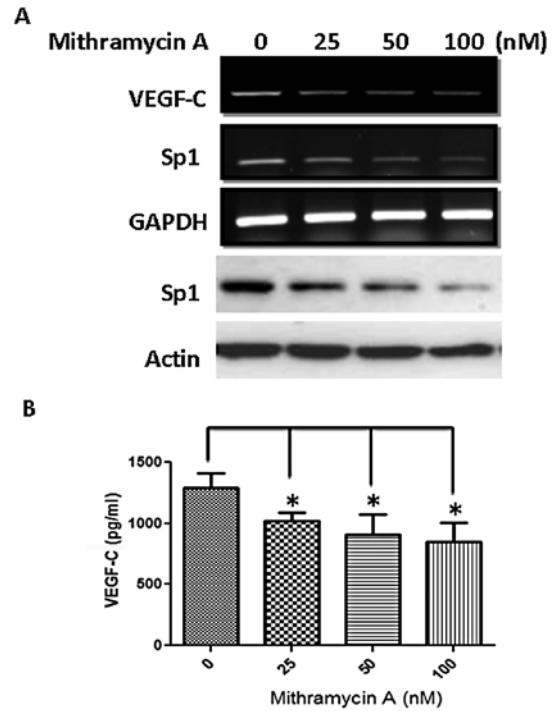 A
Mithramycin A 0 25 50 100 (nM)
VEGF-C
Sp1
GAPDH
Sp1
Actin
B
VEGF-C (pg/ml)
1500
1000
500
0
* * *
0 25 50 100
Mithramycin A (nM)